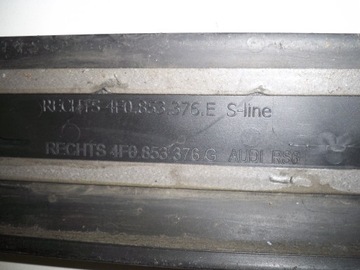 RECHTS 4F0.853.376.E S-line
RECHTS 4F0.853.376 G AUDI RS6